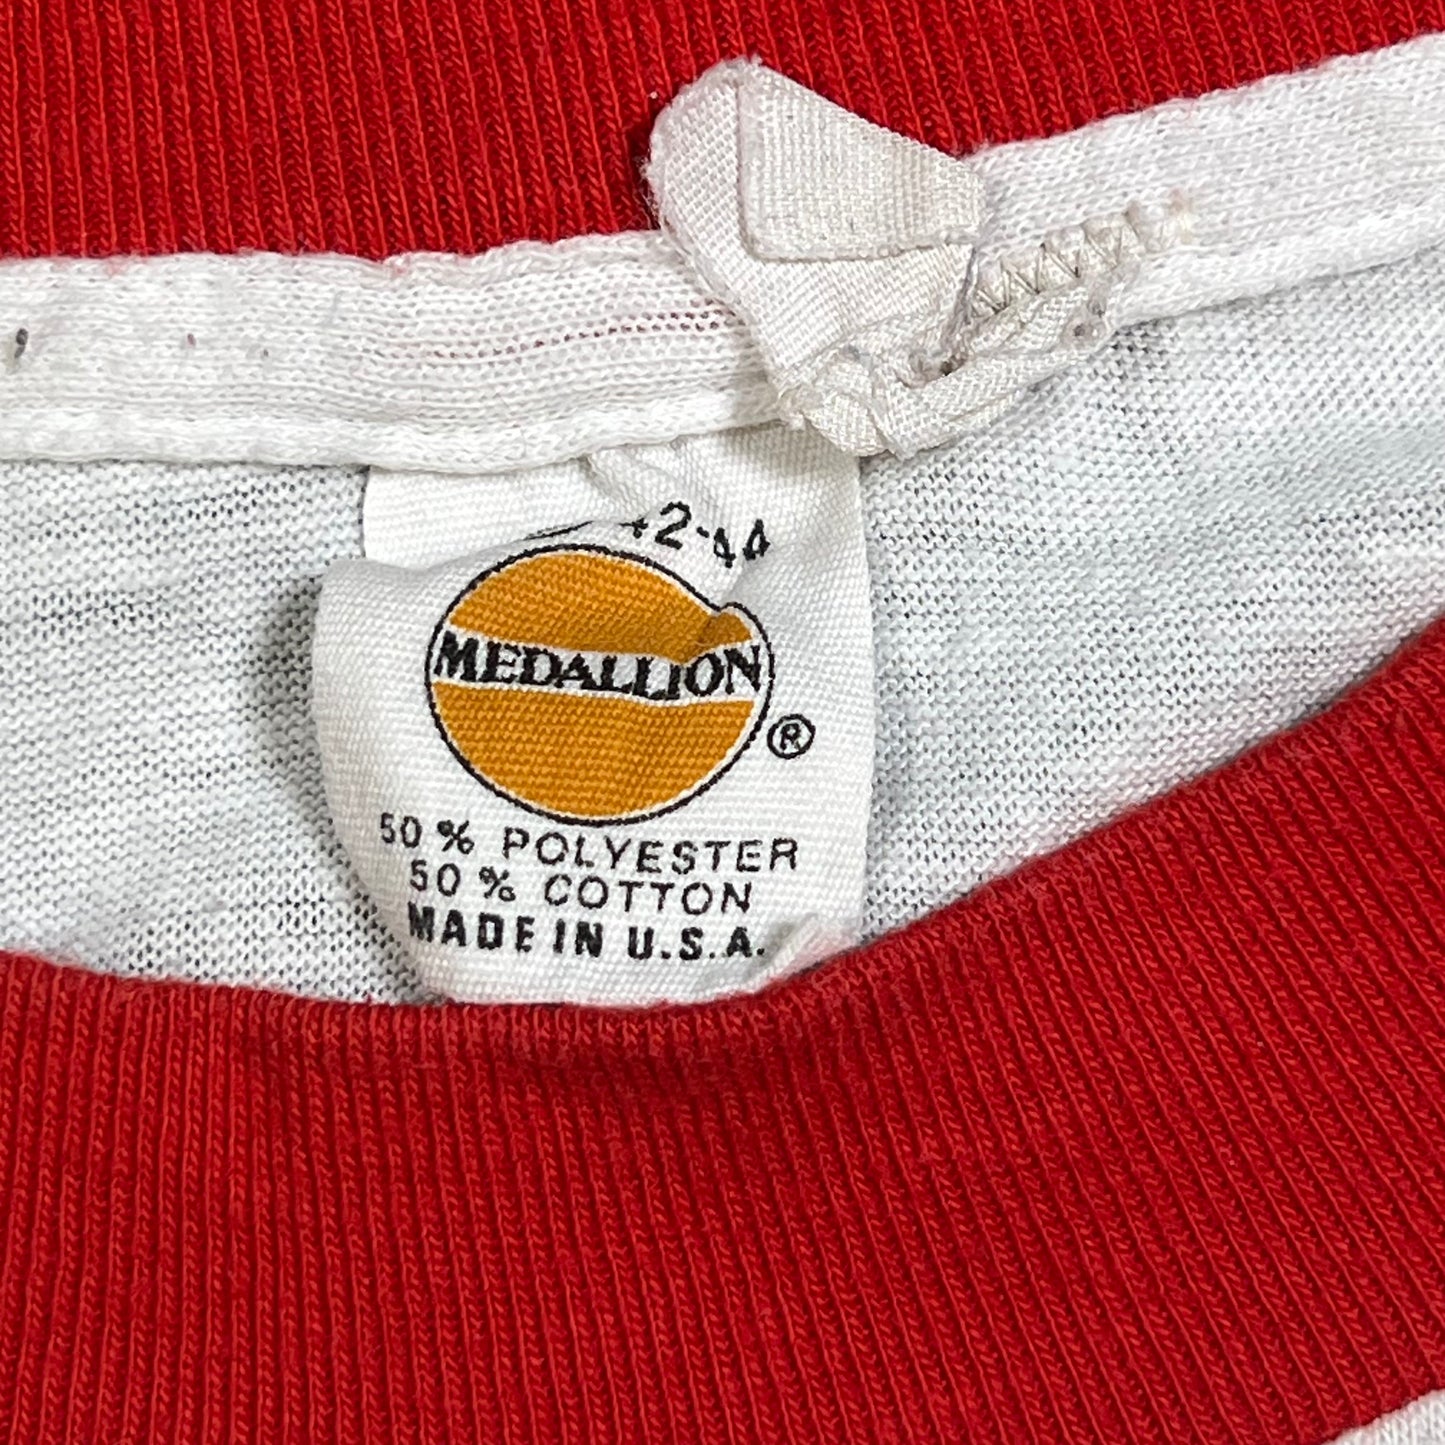 42-44
MEDALLION
®
50 % POLYESTER
50 % COTTON
MADE IN U.S.A.